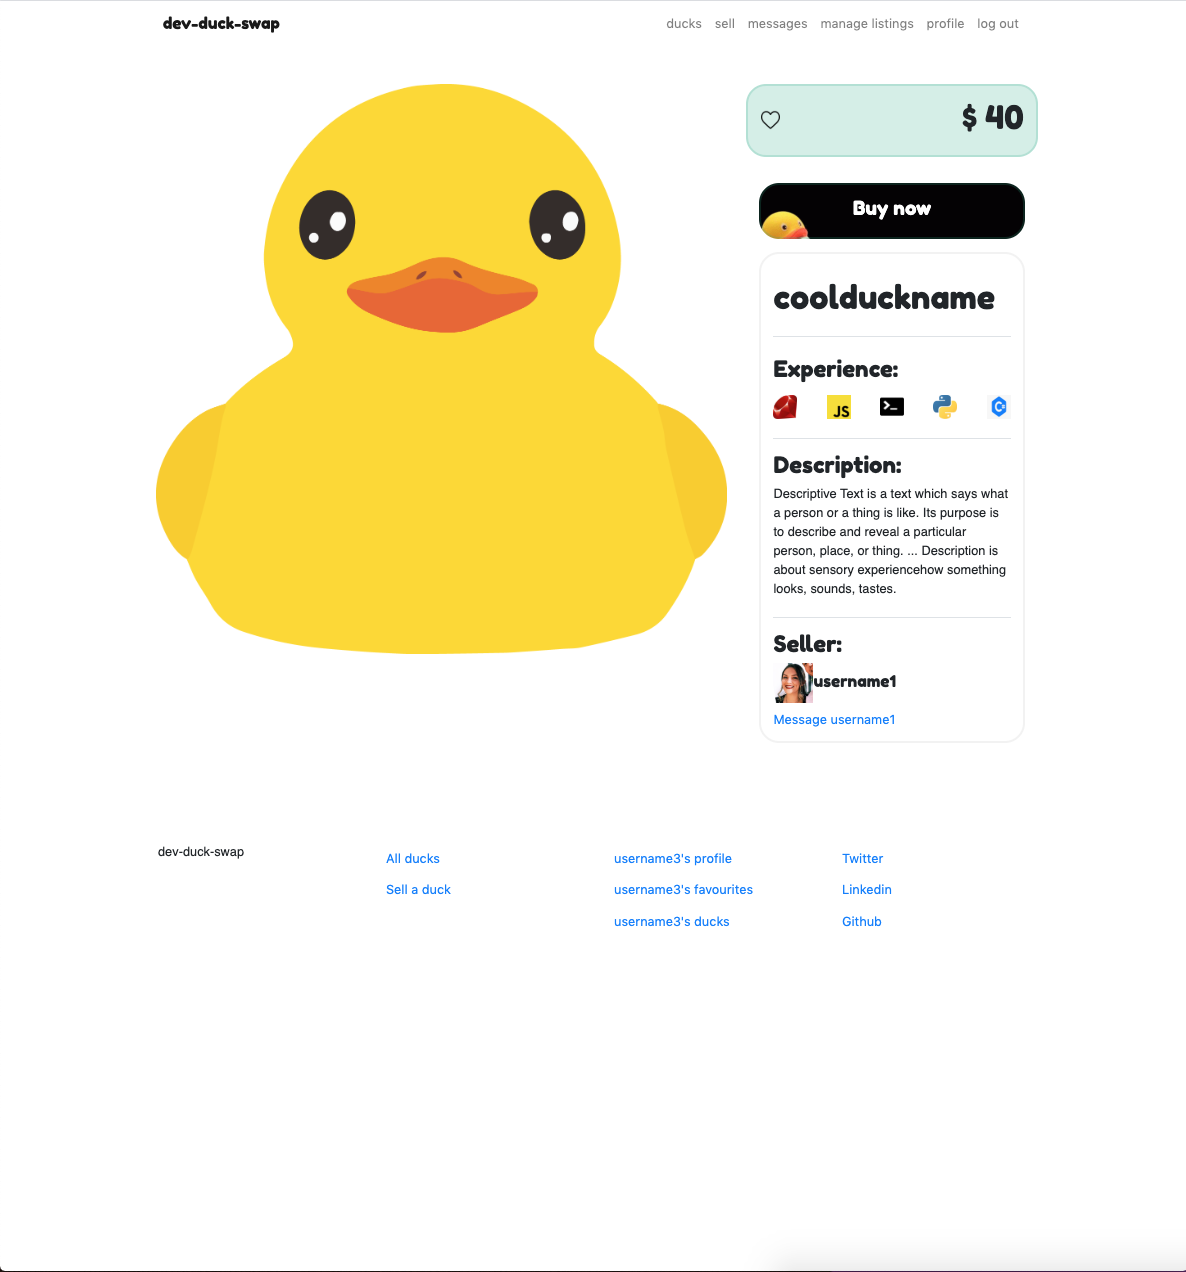 dev-duck-swap
ducks sell messages manage listings profile log out
$ 40
Buy now
coolduckname
Experience:
JS
>_
C#
Description:
Descriptive Text is a text which says what
a person or a thing is like. Its purpose is
to describe and reveal a particular
person, place, or thing. ... Description is
about sensory experiencehow something
looks, sounds, tastes.
Seller:
username1
Message username1
dev-duck-swap
All ducks
Sell a duck
username3's profile
username3's favourites
username3's ducks
Twitter
Linkedin
Github